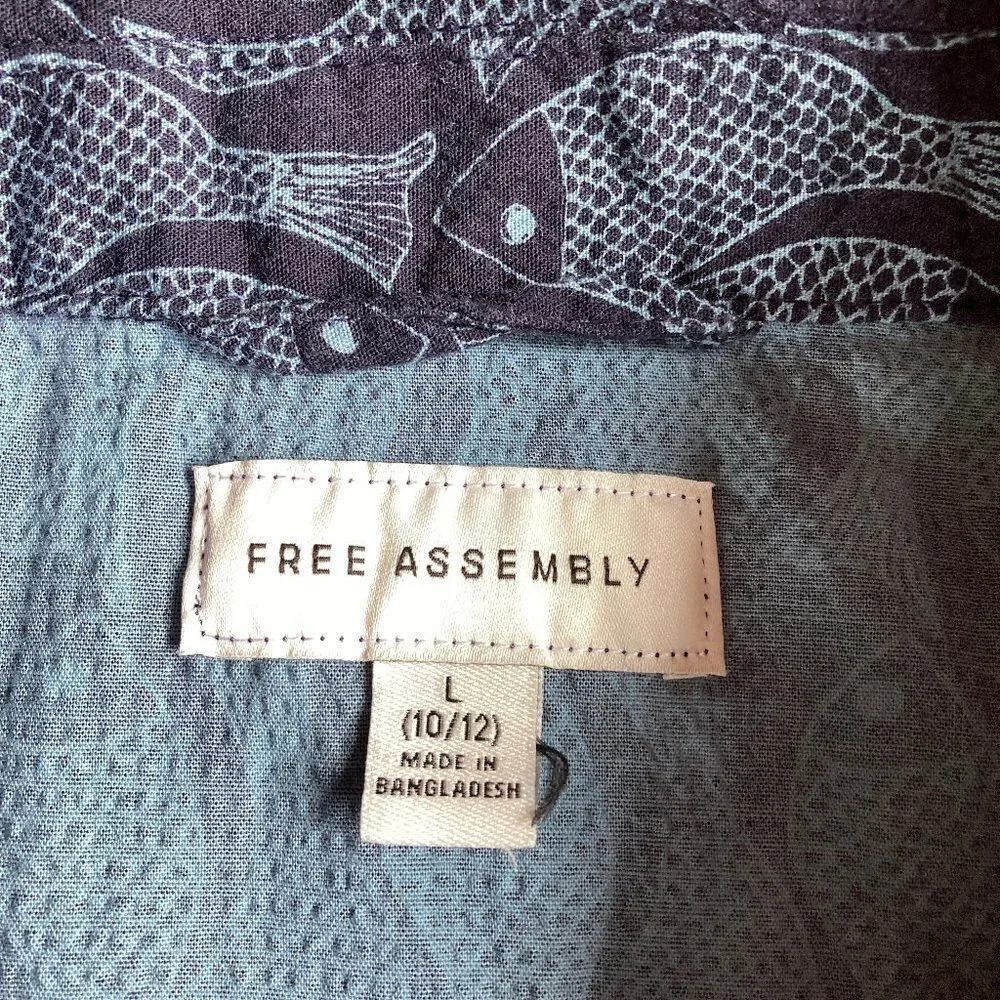 FREE ASSEMBLY
L
(10/12)
MADE IN
BANGLADESH